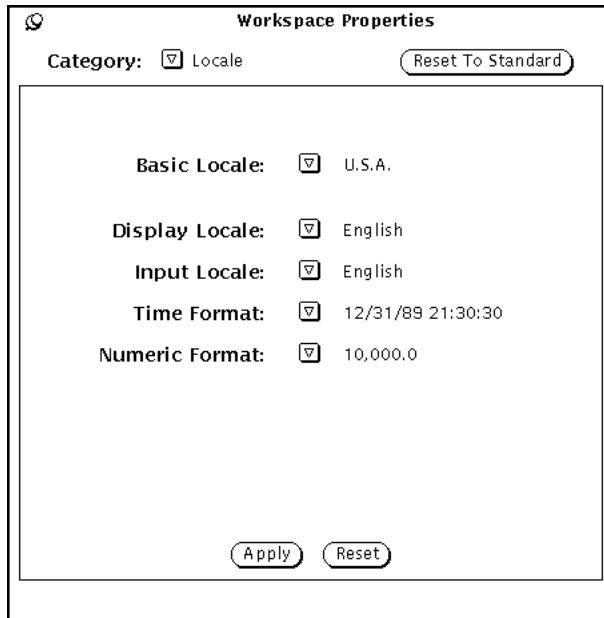 Workspace Properties
Category: Locale Reset To Standard
Basic Locale: U.S.A.
Display Locale: English
Input Locale: English
Time Format: 12/31/89 21:30:30
Numeric Format: 10,000.0
Apply Reset